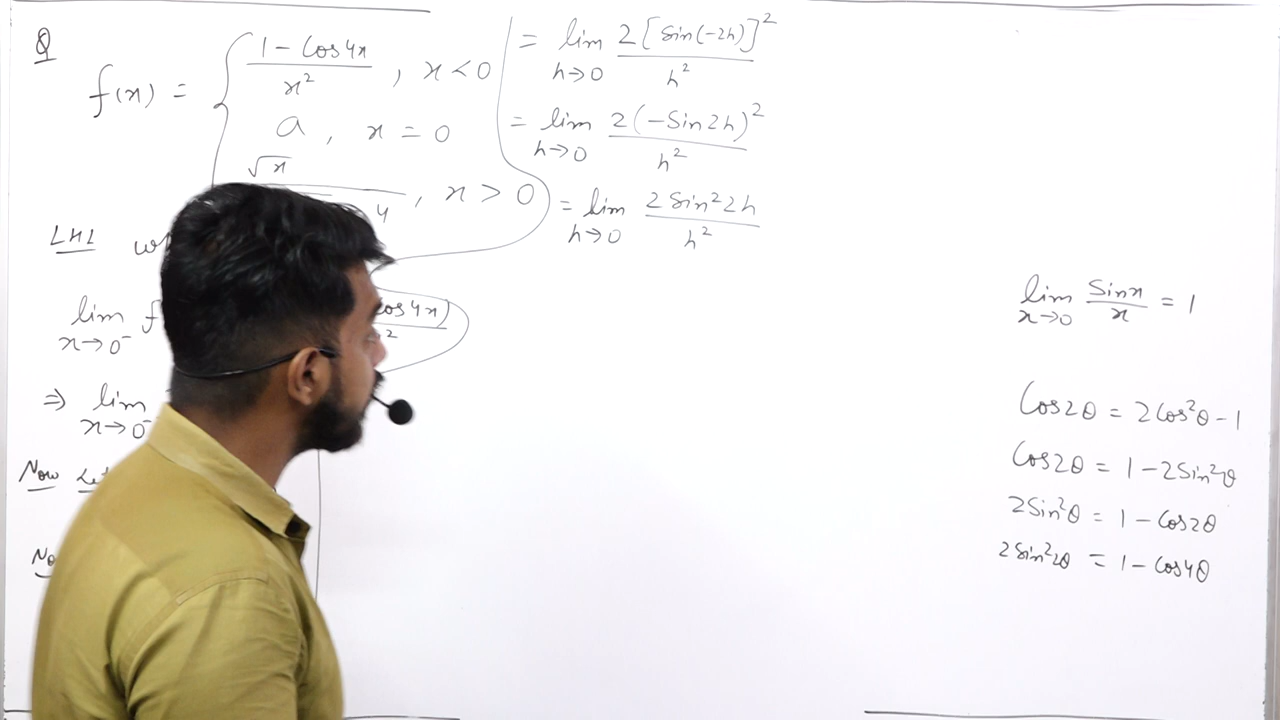 Q
f(x) =
1 - Cos4x / x² , x < 0
a , x = 0
√x
4 , x > 0
LHL
lim x→0⁻ f
cos4x)
²
⇒ lim x→0⁻
Now Let
No
= lim h→0 2[Sin(-2h)]² / h²
= lim h→0 2(-Sin2h)² / h²
= lim h→0 2Sin²2h / h²
lim x→0 Sinx / x = 1
Cos2θ = 2Cos²θ - 1
Cos2θ = 1 - 2Sin²θ
2Sin²θ = 1 - Cos2θ
2Sin²2θ = 1 - Cos4θ